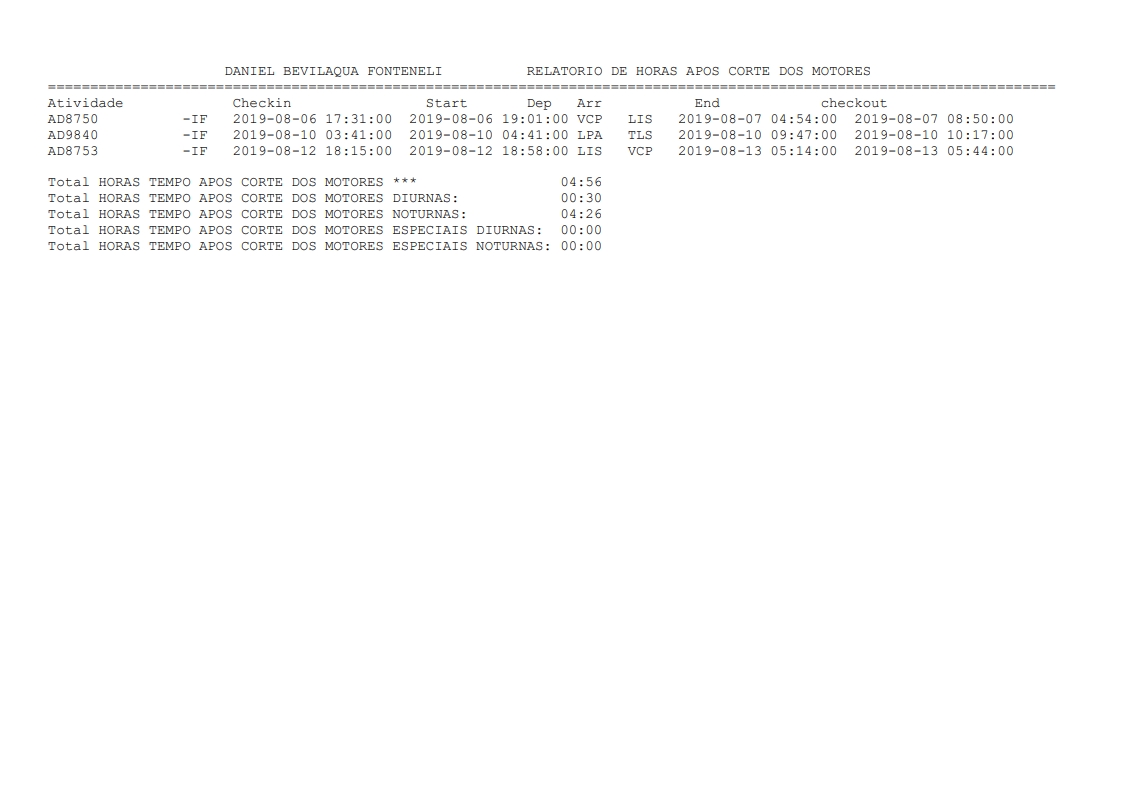 DANIEL BEVILAQUA FONTENELI RELATORIO DE HORAS APOS CORTE DOS MOTORES
========================================================================================================================
Atividade Checkin Start Dep Arr End checkout
AD8750 -IF 2019-08-06 17:31:00 2019-08-06 19:01:00 VCP LIS 2019-08-07 04:54:00 2019-08-07 08:50:00
AD9840 -IF 2019-08-10 03:41:00 2019-08-10 04:41:00 LPA TLS 2019-08-10 09:47:00 2019-08-10 10:17:00
AD8753 -IF 2019-08-12 18:15:00 2019-08-12 18:58:00 LIS VCP 2019-08-13 05:14:00 2019-08-13 05:44:00
Total HORAS TEMPO APOS CORTE DOS MOTORES *** 04:56
Total HORAS TEMPO APOS CORTE DOS MOTORES DIURNAS: 00:30
Total HORAS TEMPO APOS CORTE DOS MOTORES NOTURNAS: 04:26
Total HORAS TEMPO APOS CORTE DOS MOTORES ESPECIAIS DIURNAS: 00:00
Total HORAS TEMPO APOS CORTE DOS MOTORES ESPECIAIS NOTURNAS: 00:00